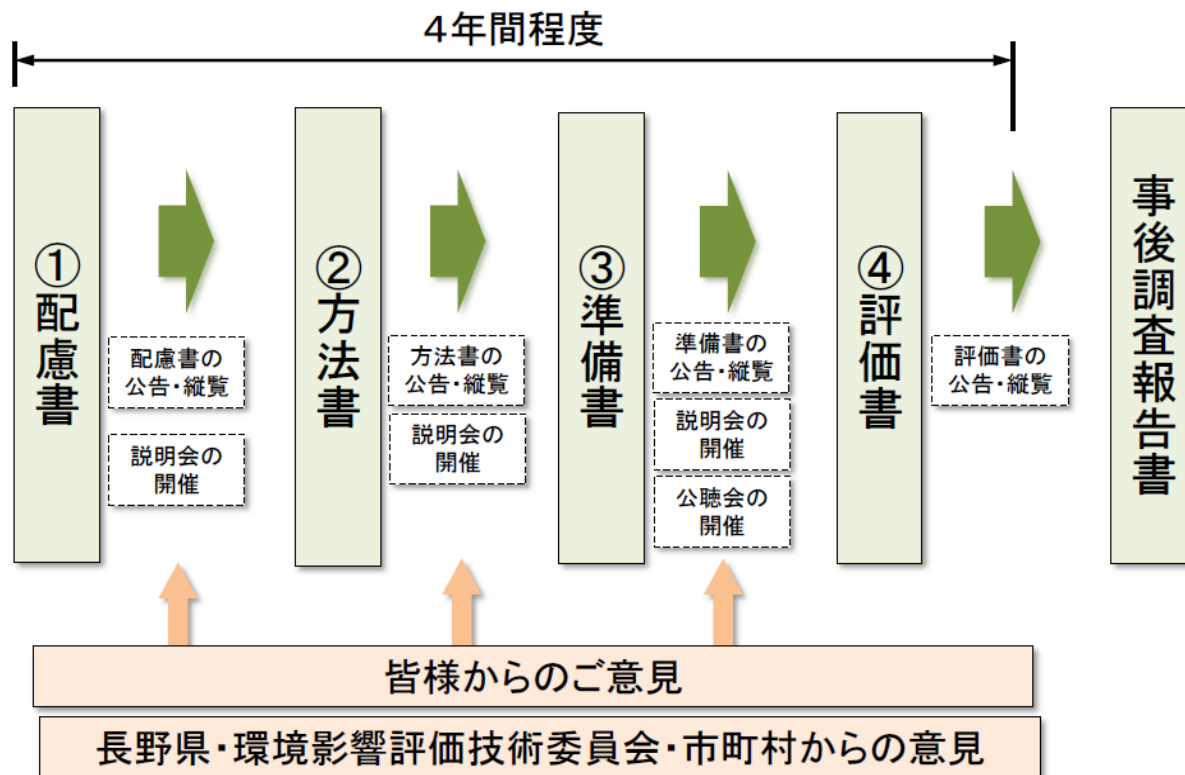 4年間程度
①配慮書
配慮書の
公告・縦覧
説明会の
開催
②方法書
方法書の
公告・縦覧
説明会の
開催
③準備書
準備書の
公告・縦覧
説明会の
開催
公聴会の
開催
④評価書
評価書の
公告・縦覧
事後調査報告書
皆様からのご意見
長野県・環境影響評価技術委員会・市町村からの意見